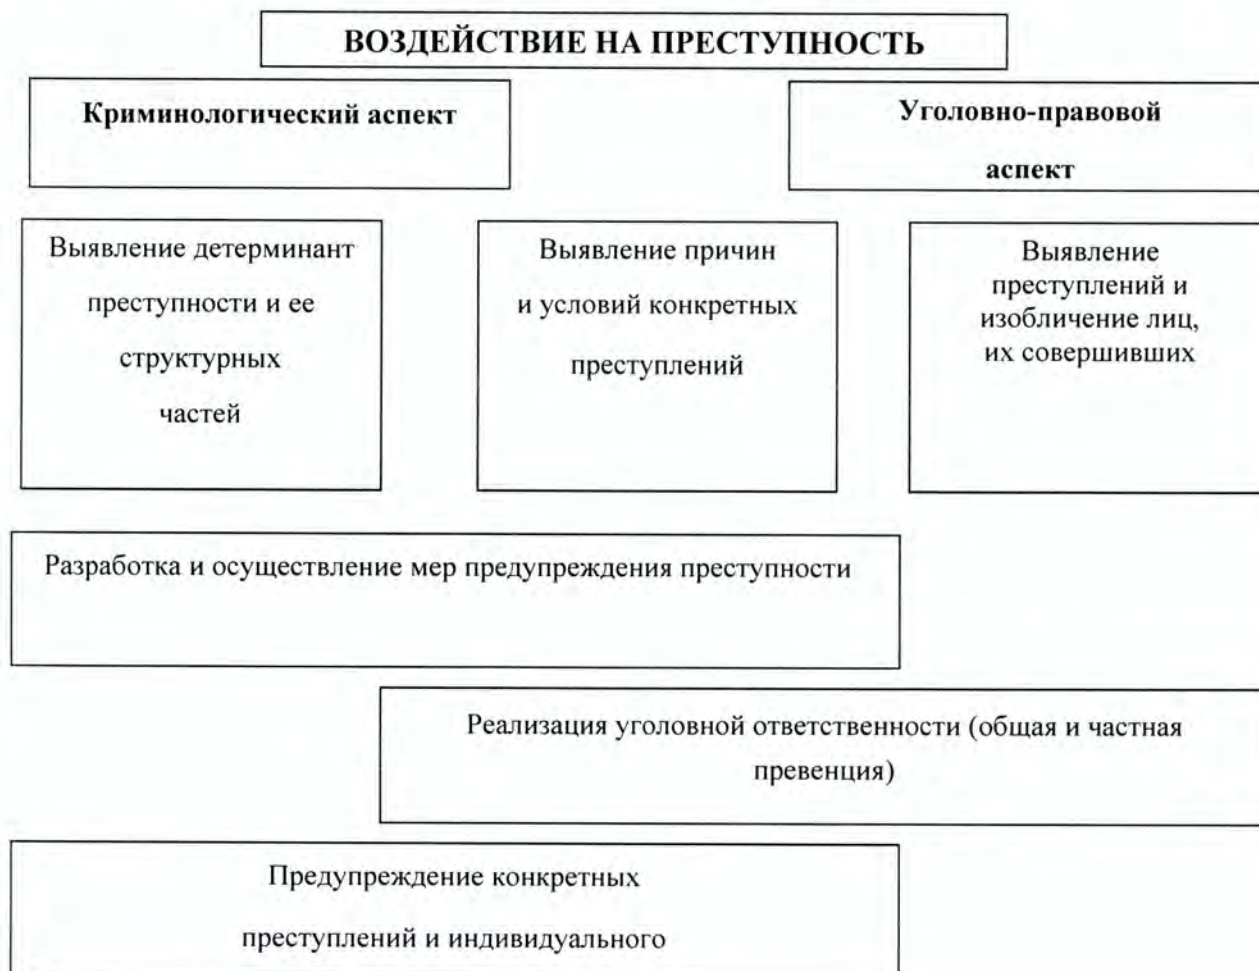 ВОЗДЕЙСТВИЕ НА ПРЕСТУПНОСТЬ
Криминологический аспект
Уголовно-правовой
аспект
Выявление детерминант
преступности и ее
структурных
частей
Выявление причин
и условий конкретных
преступлений
Выявление
преступлений и
изобличение лиц,
их совершивших
Разработка и осуществление мер предупреждения преступности
Реализация уголовной ответственности (общая и частная
превенция)
Предупреждение конкретных
преступлений и индивидуального